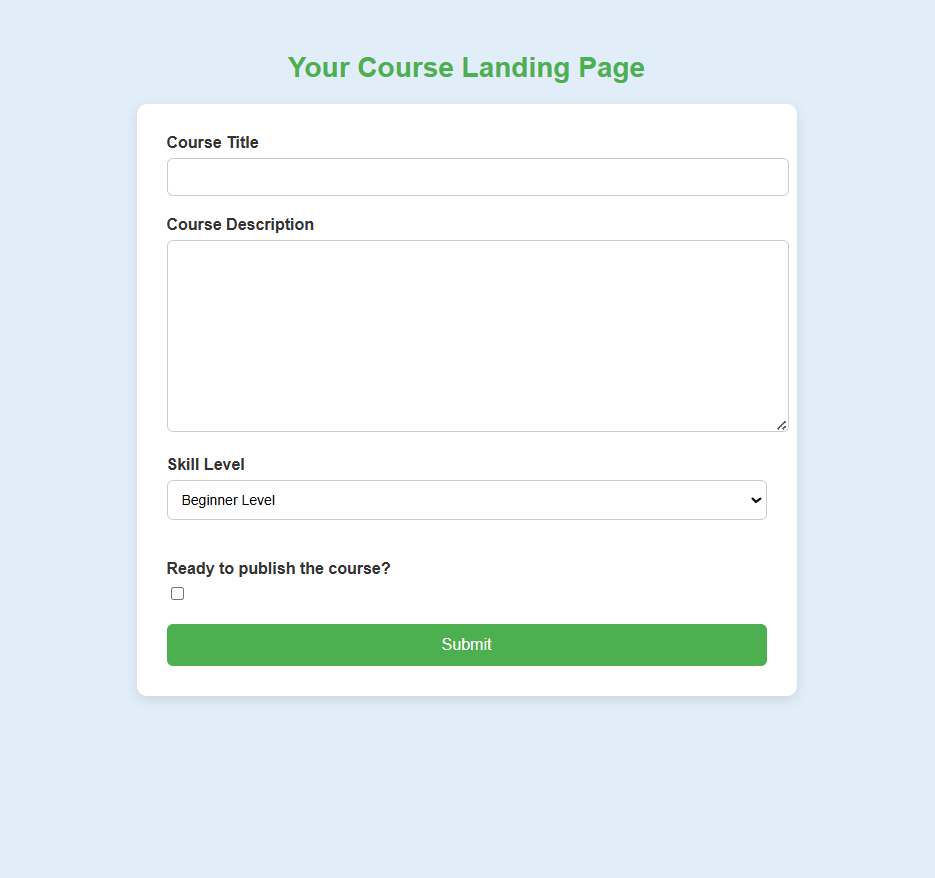 Your Course Landing Page
Course Title
Course Description
Skill Level
Beginner Level
Ready to publish the course?
Submit